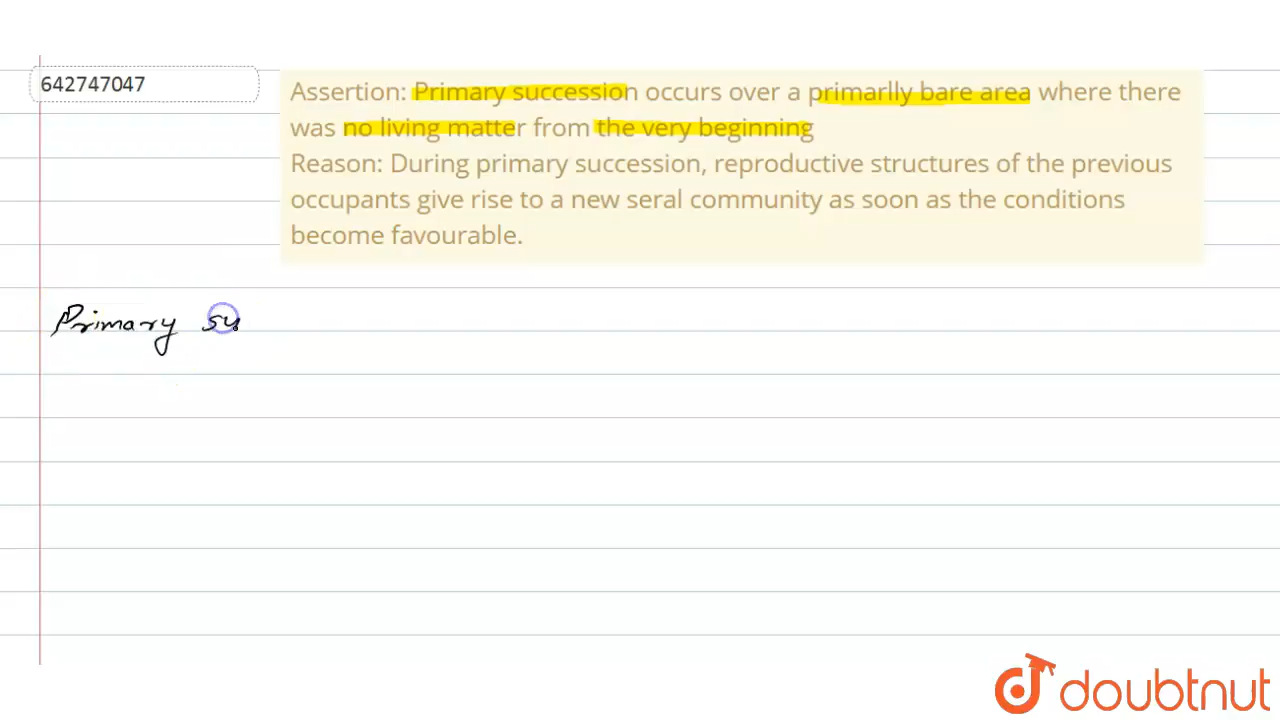 642747047
Assertion: Primary succession occurs over a primarlly bare area where there
was no living matter from the very beginning
Reason: During primary succession, reproductive structures of the previous
occupants give rise to a new seral community as soon as the conditions
become favourable.
Primary su
doubtnut